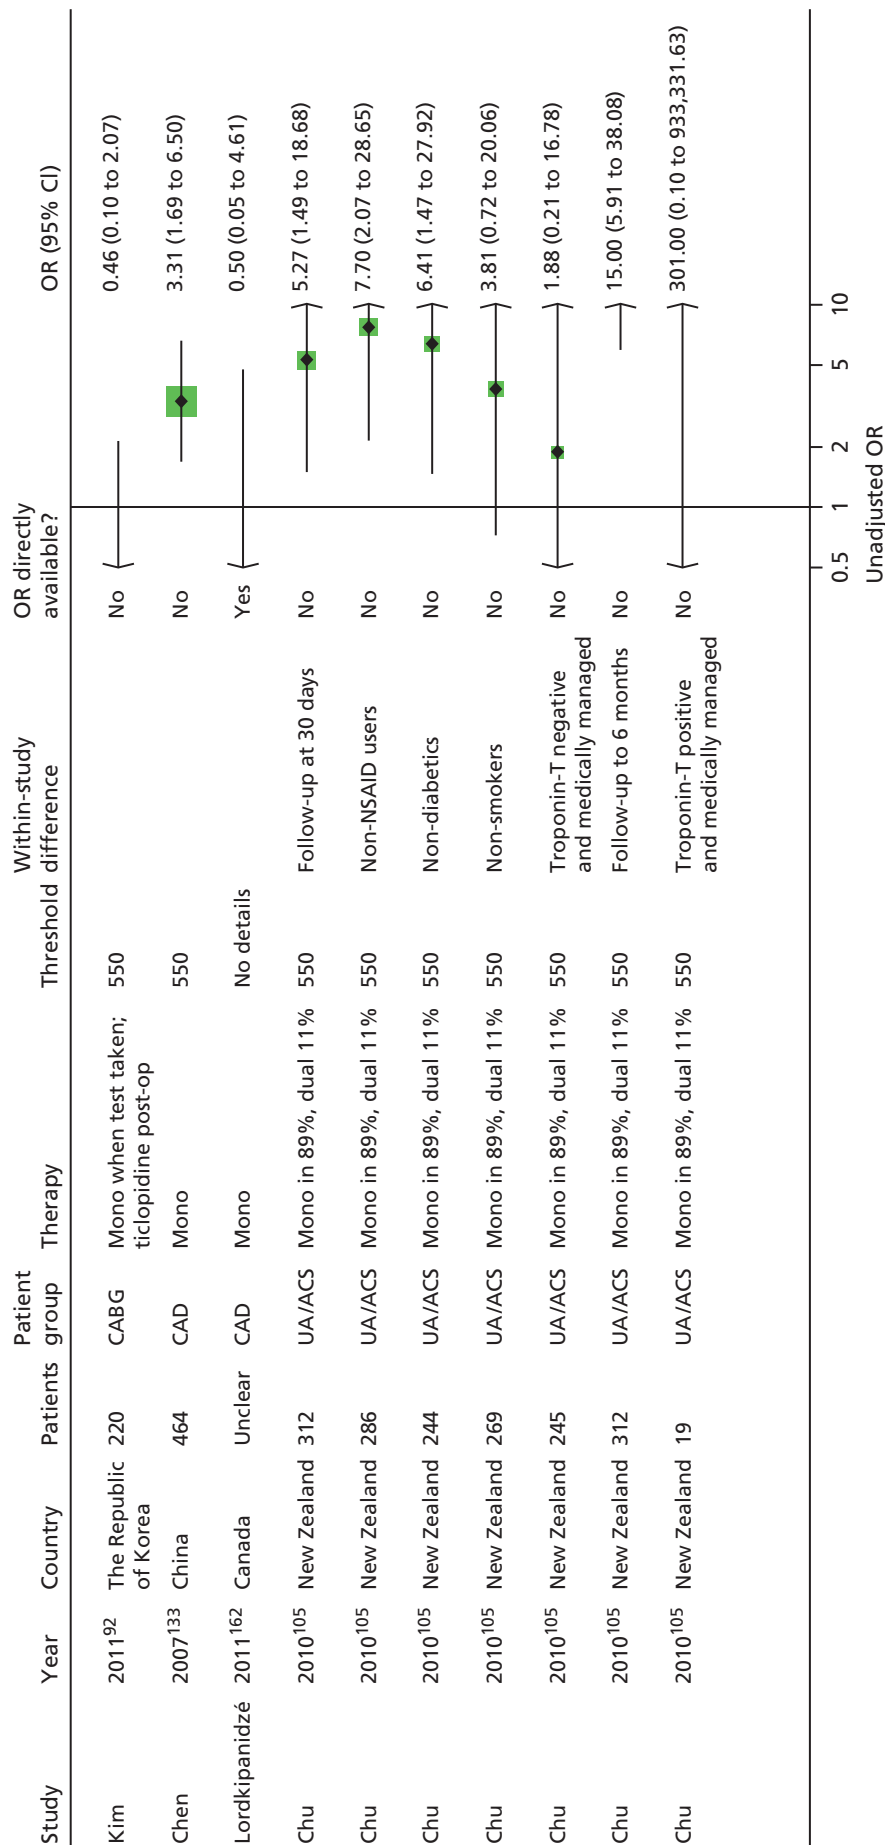 Study Year Country Patients Patient group Therapy Threshold Within-study difference OR directly available? OR (95% CI)
Kim 2011⁹² The Republic of Korea 220 CABG Mono when test taken; ticlopidine post-op 550 No 0.46 (0.10 to 2.07)
Chen 2007¹³³ China 464 CAD Mono 550 No 3.31 (1.69 to 6.50)
Lordkipanidzé 2011¹⁶² Canada Unclear CAD Mono No details Yes 0.50 (0.05 to 4.61)
Chu 2010¹⁰⁵ New Zealand 312 UA/ACS Mono in 89%, dual 11% 550 Follow-up at 30 days No 5.27 (1.49 to 18.68)
Chu 2010¹⁰⁵ New Zealand 286 UA/ACS Mono in 89%, dual 11% 550 Non-NSAID users No 7.70 (2.07 to 28.65)
Chu 2010¹⁰⁵ New Zealand 244 UA/ACS Mono in 89%, dual 11% 550 Non-diabetics No 6.41 (1.47 to 27.92)
Chu 2010¹⁰⁵ New Zealand 269 UA/ACS Mono in 89%, dual 11% 550 Non-smokers No 3.81 (0.72 to 20.06)
Chu 2010¹⁰⁵ New Zealand 245 UA/ACS Mono in 89%, dual 11% 550 Troponin-T negative and medically managed No 1.88 (0.21 to 16.78)
Chu 2010¹⁰⁵ New Zealand 312 UA/ACS Mono in 89%, dual 11% 550 Follow-up to 6 months No 15.00 (5.91 to 38.08)
Chu 2010¹⁰⁵ New Zealand 19 UA/ACS Mono in 89%, dual 11% 550 Troponin-T positive and medically managed No 301.00 (0.10 to 933,331.63)
0.5 1 2 5 10
Unadjusted OR